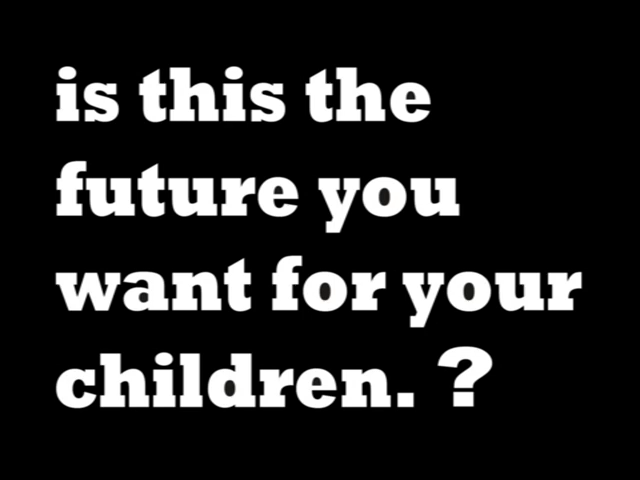 is this the
future you
want for your
children. ?